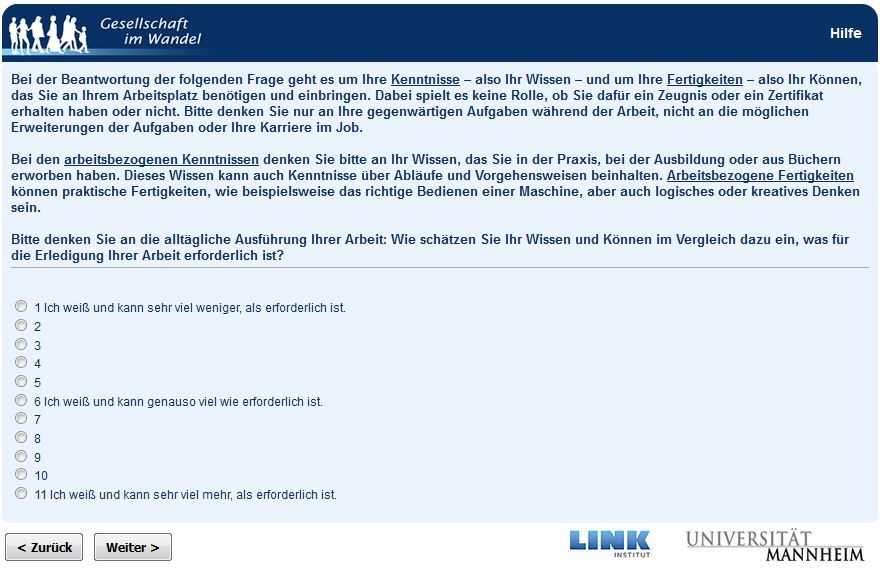 Gesellschaft
im Wandel
Hilfe
Bei der Beantwortung der folgenden Frage geht es um Ihre Kenntnisse – also Ihr Wissen – und um Ihre Fertigkeiten – also Ihr Können,
das Sie an Ihrem Arbeitsplatz benötigen und einbringen. Dabei spielt es keine Rolle, ob Sie dafür ein Zeugnis oder ein Zertifikat
erhalten haben oder nicht. Bitte denken Sie nur an Ihre gegenwärtigen Aufgaben während der Arbeit, nicht an die möglichen
Erweiterungen der Aufgaben oder Ihre Karriere im Job.
Bei den arbeitsbezogenen Kenntnissen denken Sie bitte an Ihr Wissen, das Sie in der Praxis, bei der Ausbildung oder aus Büchern
erworben haben. Dieses Wissen kann auch Kenntnisse über Abläufe und Vorgehensweisen beinhalten. Arbeitsbezogene Fertigkeiten
können praktische Fertigkeiten, wie beispielsweise das richtige Bedienen einer Maschine, aber auch logisches oder kreatives Denken
sein.
Bitte denken Sie an die alltägliche Ausführung Ihrer Arbeit: Wie schätzen Sie Ihr Wissen und Können im Vergleich dazu ein, was für
die Erledigung Ihrer Arbeit erforderlich ist?
1 Ich weiß und kann sehr viel weniger, als erforderlich ist.
2
3
4
5
6 Ich weiß und kann genauso viel wie erforderlich ist.
7
8
9
10
11 Ich weiß und kann sehr viel mehr, als erforderlich ist.
< Zurück
Weiter >
LINK
INSTITUT
UNIVERSITÄT
MANNHEIM